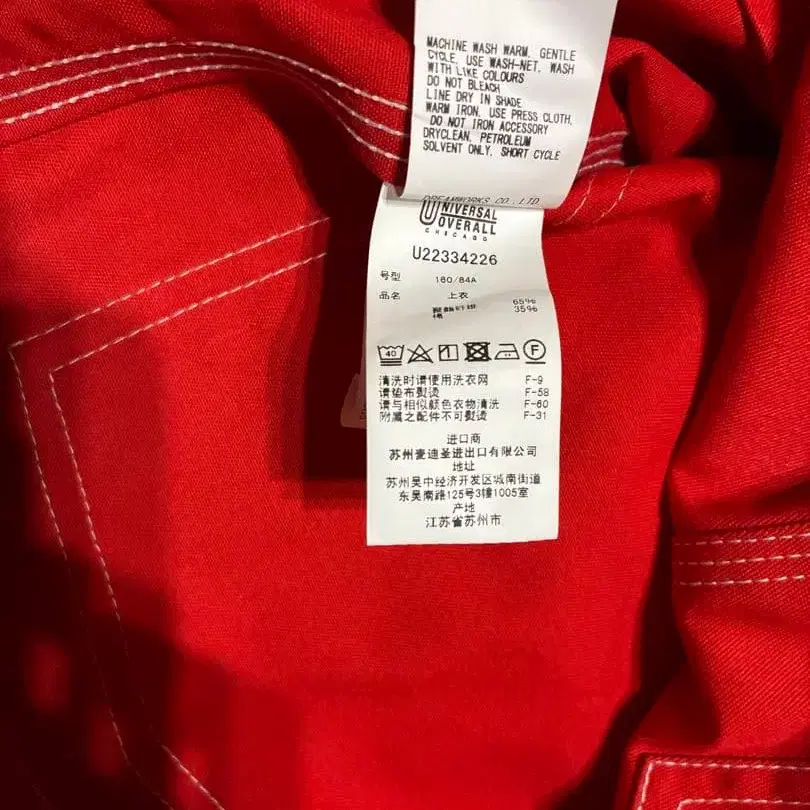 MACHINE WASH WARM, GENTLE
CYCLE, USE WASH-NET. WASH
WITH LIKE COLOURS
DO NOT BLEACH
LINE DRY IN SHADE
WARM IRON, USE PRESS CLOTH,
DO NOT IRON ACCESSORY
DRYCLEAN, PETROLEUM
SOLVENT ONLY, SHORT CYCLE
DREAMWORKS CO.,LTD
UNIVERSAL
OVERALL
CHICAGO
U22334226
号型 160/84A
品名 上衣
65%
35%
40 F
清洗时请使用洗衣网 F-9
请垫布熨烫 F-58
请与相似颜色衣物清洗 F-60
附属之配件不可熨烫 F-31
进口商
苏州麦迪圣进出口有限公司
地址
苏州吴中经济开发区城南街道
东吴南路125号3幢1005室
产地
江苏省苏州市